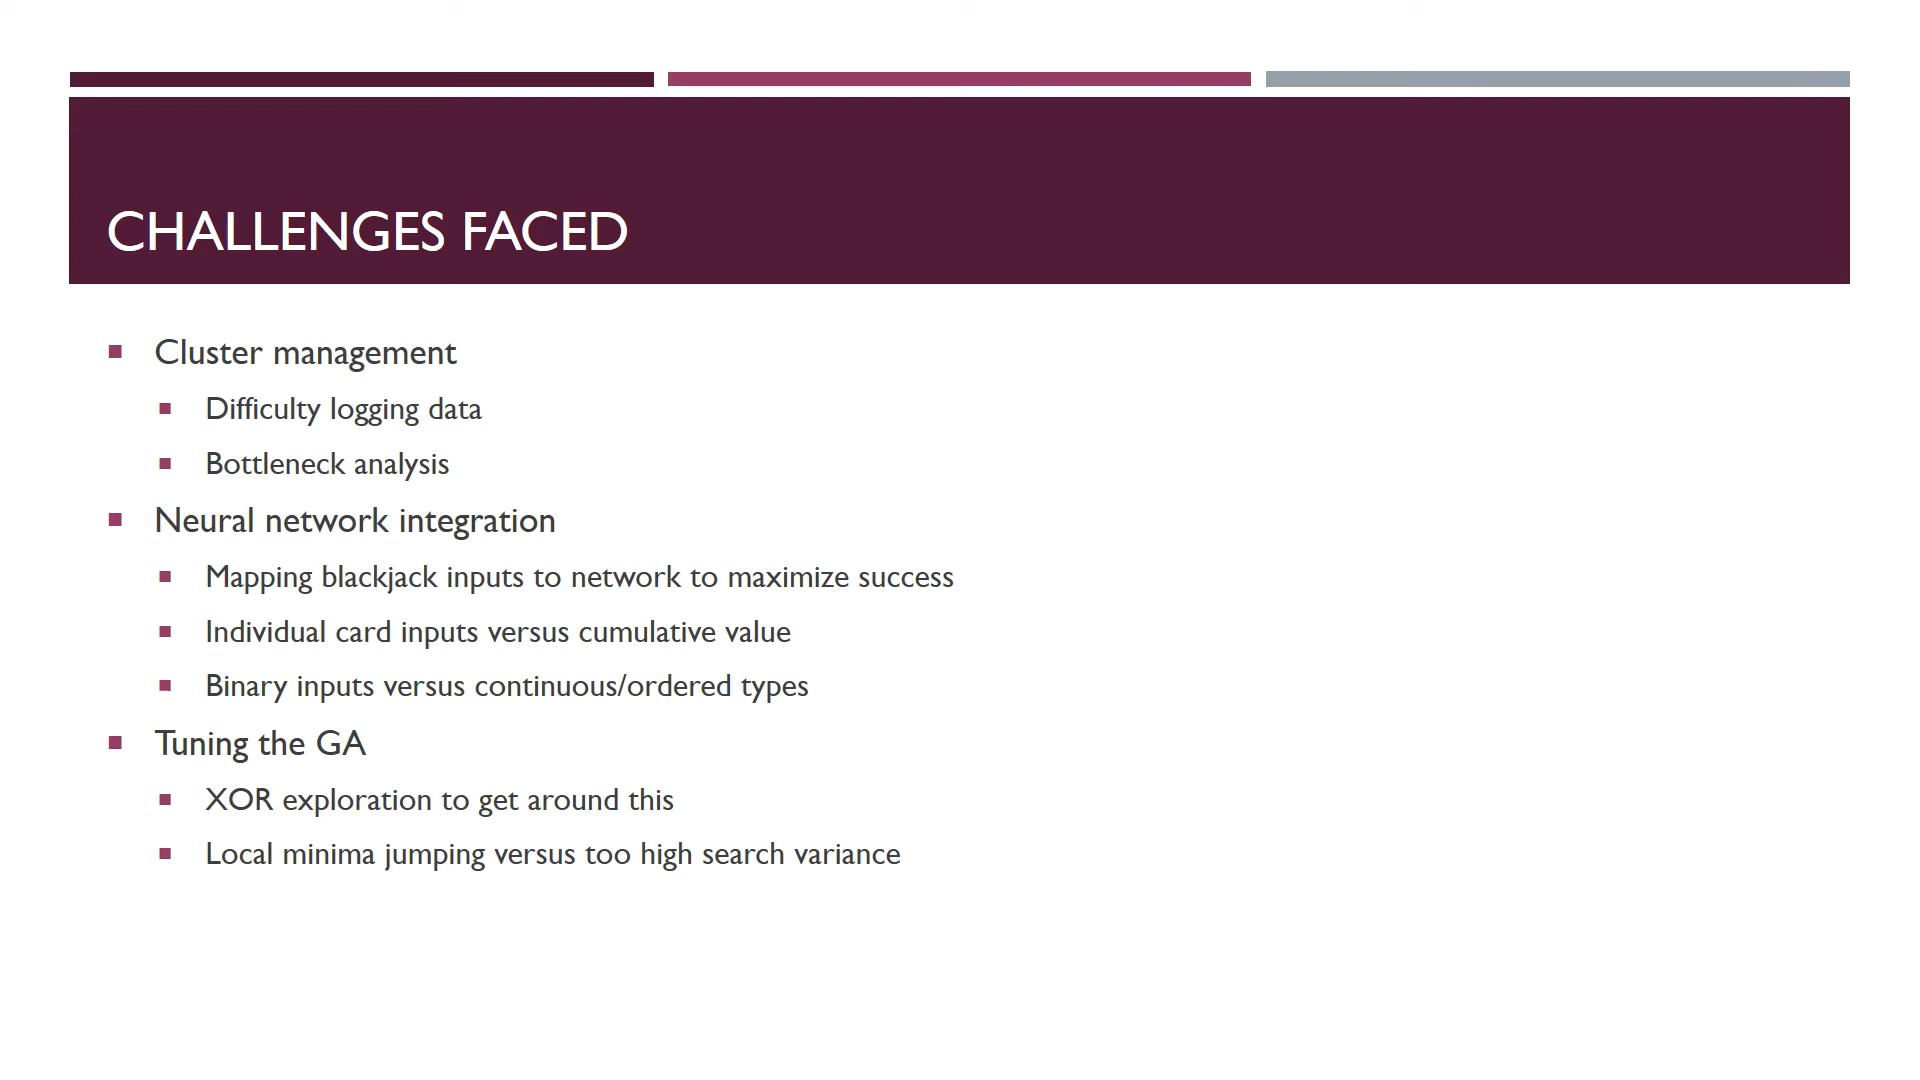 CHALLENGES FACED
Cluster management
Difficulty logging data
Bottleneck analysis
Neural network integration
Mapping blackjack inputs to network to maximize success
Individual card inputs versus cumulative value
Binary inputs versus continuous/ordered types
Tuning the GA
XOR exploration to get around this
Local minima jumping versus too high search variance